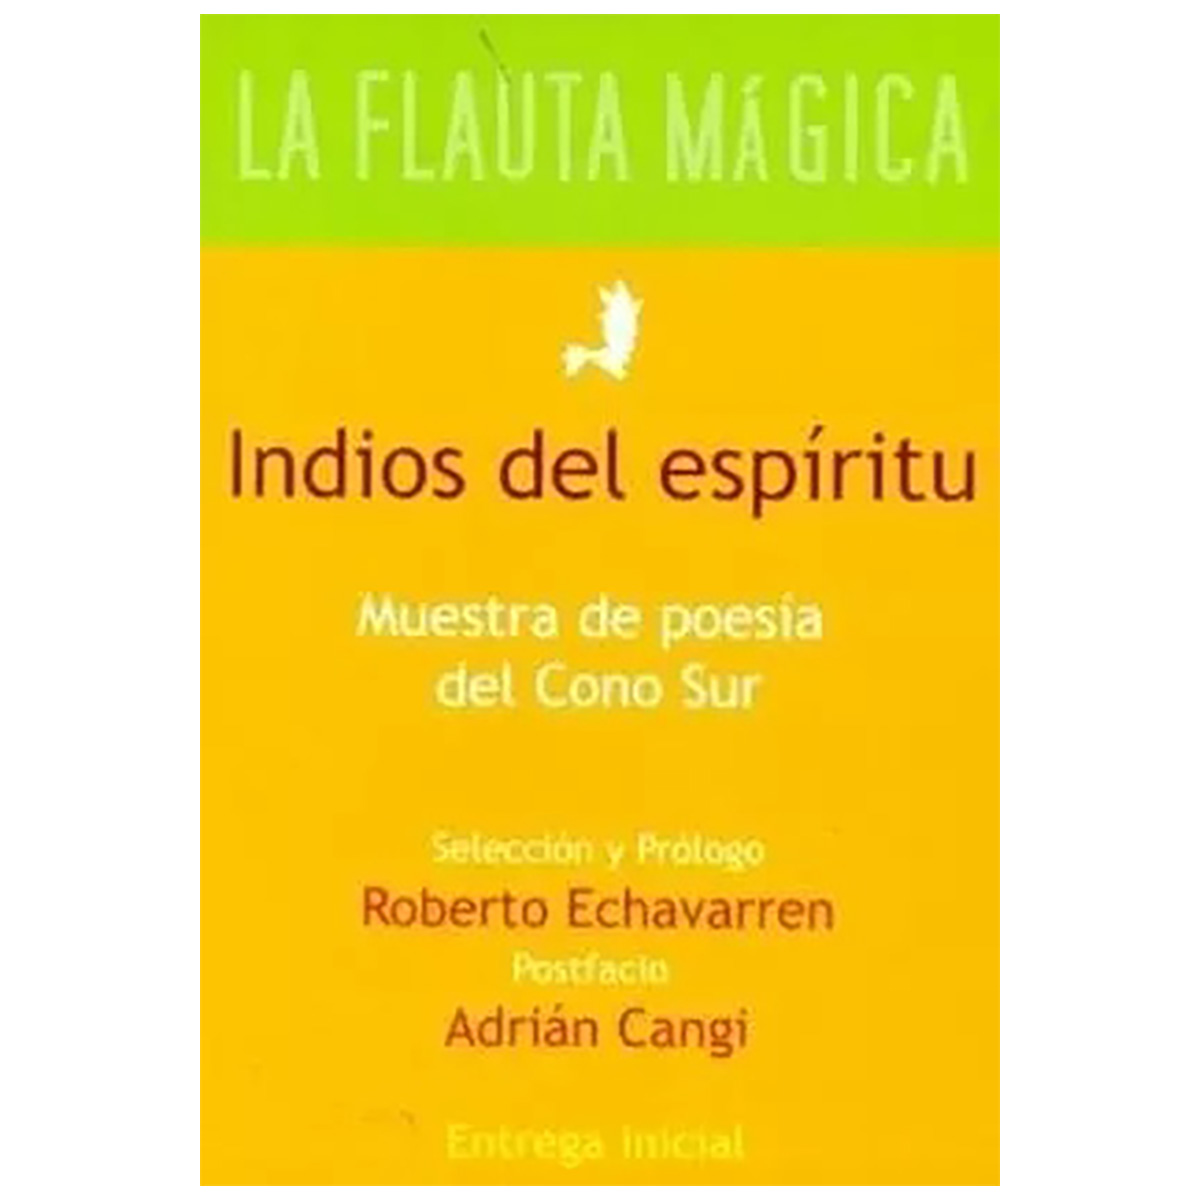 LA FLAUTA MáGICA
Indios del espíritu
Muestra de poesía
del Cono Sur
Selección y Prólogo
Roberto Echavarren
Postfacio
Adrián Cangi
Entrega inicial